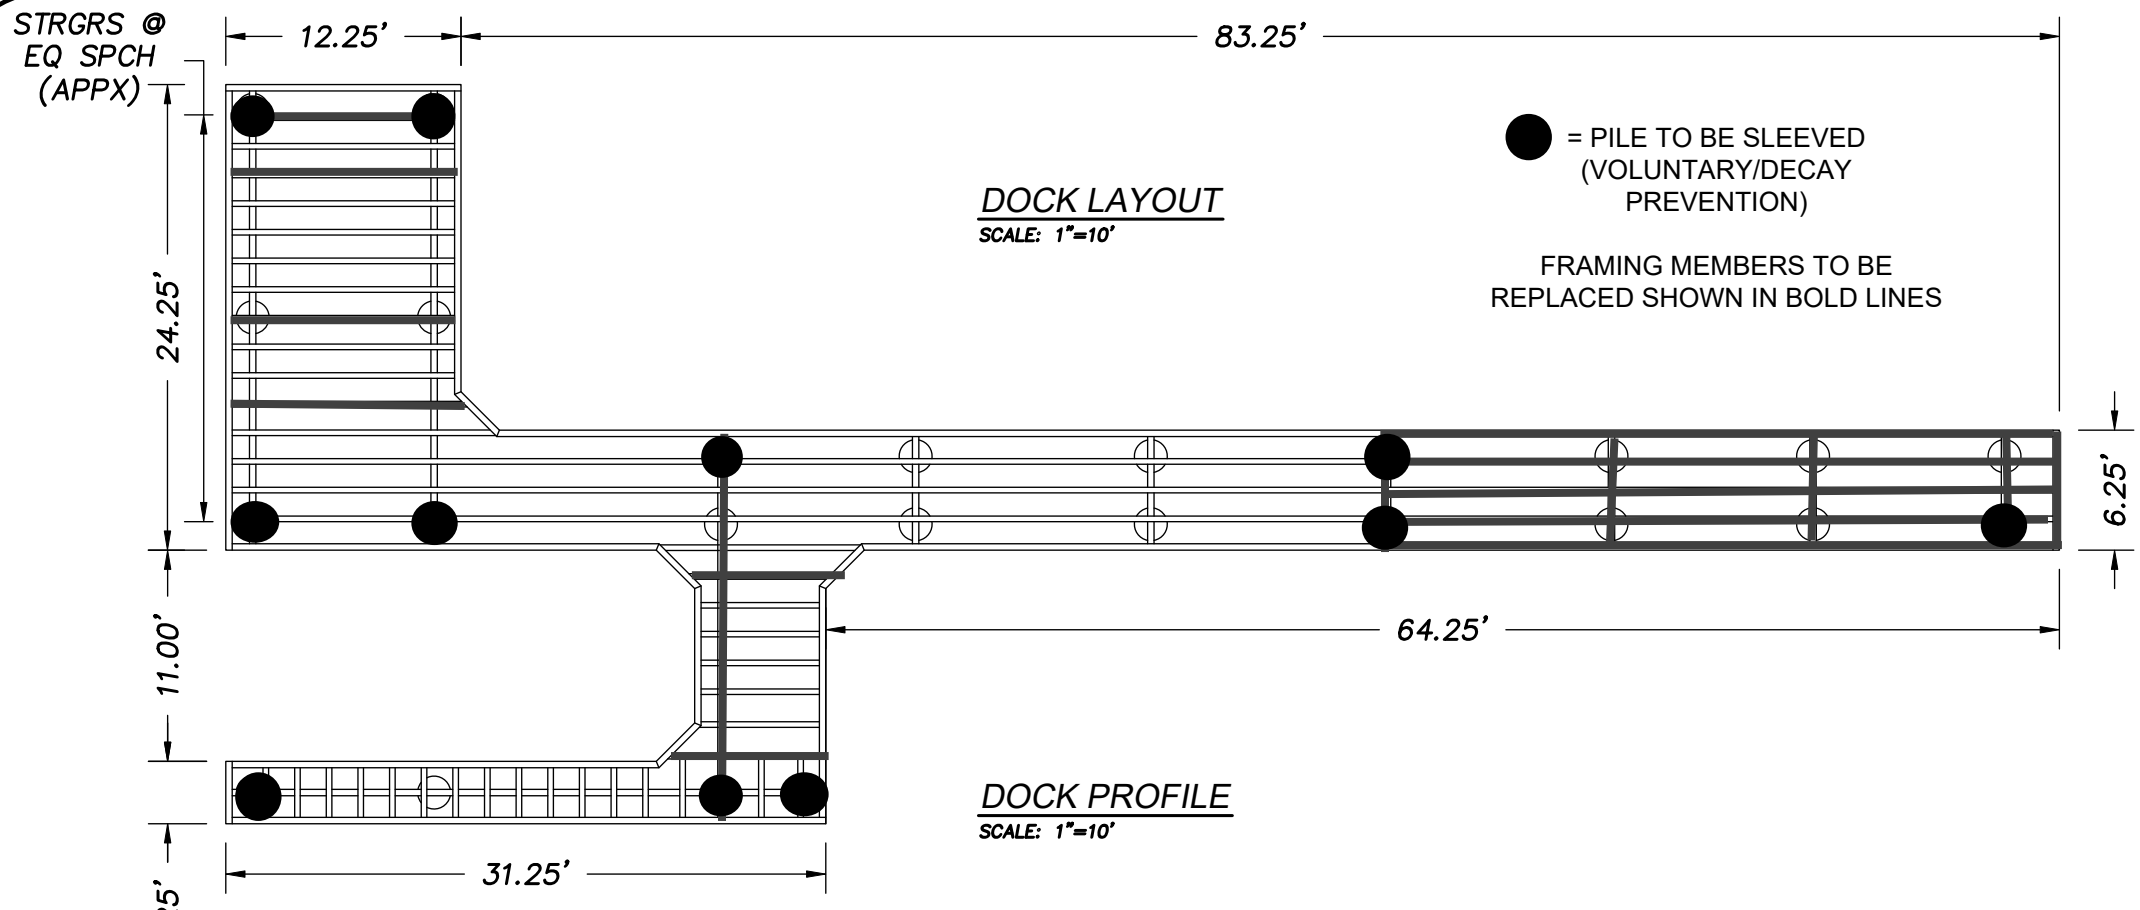 STRGRS @
EQ SPCH
(APPX)
12.25'
83.25'
= PILE TO BE SLEEVED
(VOLUNTARY/DECAY
PREVENTION)
DOCK LAYOUT
SCALE: 1"=10'
FRAMING MEMBERS TO BE
REPLACED SHOWN IN BOLD LINES
24.25'
6.25'
11.00'
64.25'
DOCK PROFILE
SCALE: 1"=10'
31.25'